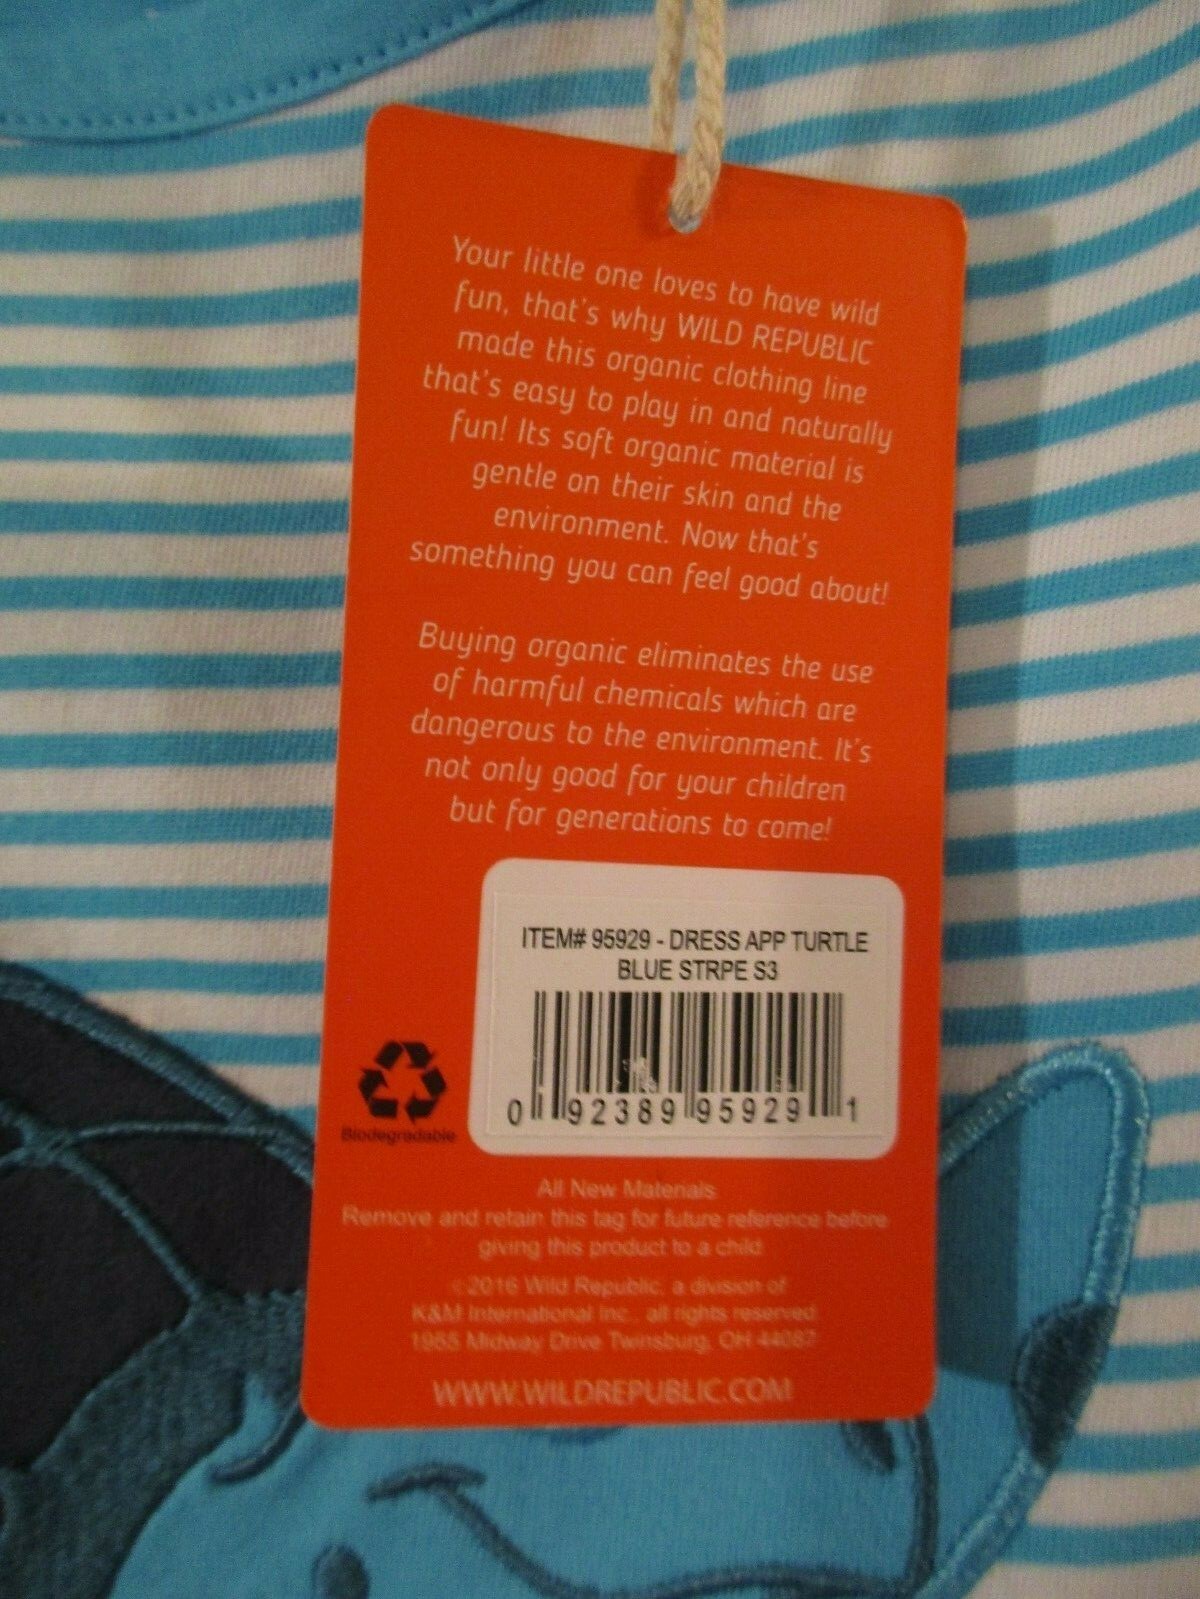 Your little one loves to have wild
fun, that's why WILD REPUBLIC
made this organic clothing line
that's easy to play in and naturally
fun! Its soft organic material is
gentle on their skin and the
environment. Now that's
something you can feel good about!
Buying organic eliminates the use
of harmful chemicals which are
dangerous to the environment. It's
not only good for your children
but for generations to come!
ITEM# 95929 - DRESS APP TURTLE
BLUE STRPE S3
0 92389 95929 1
Biodegradable
All New Materials
Remove and retain this tag for future reference before
giving this product to a child
©2016 Wild Republic, a division of
K&M International Inc., all rights reserved
1955 Midway Drive Twinsburg, OH 44087
WWW.WILDREPUBLIC.COM